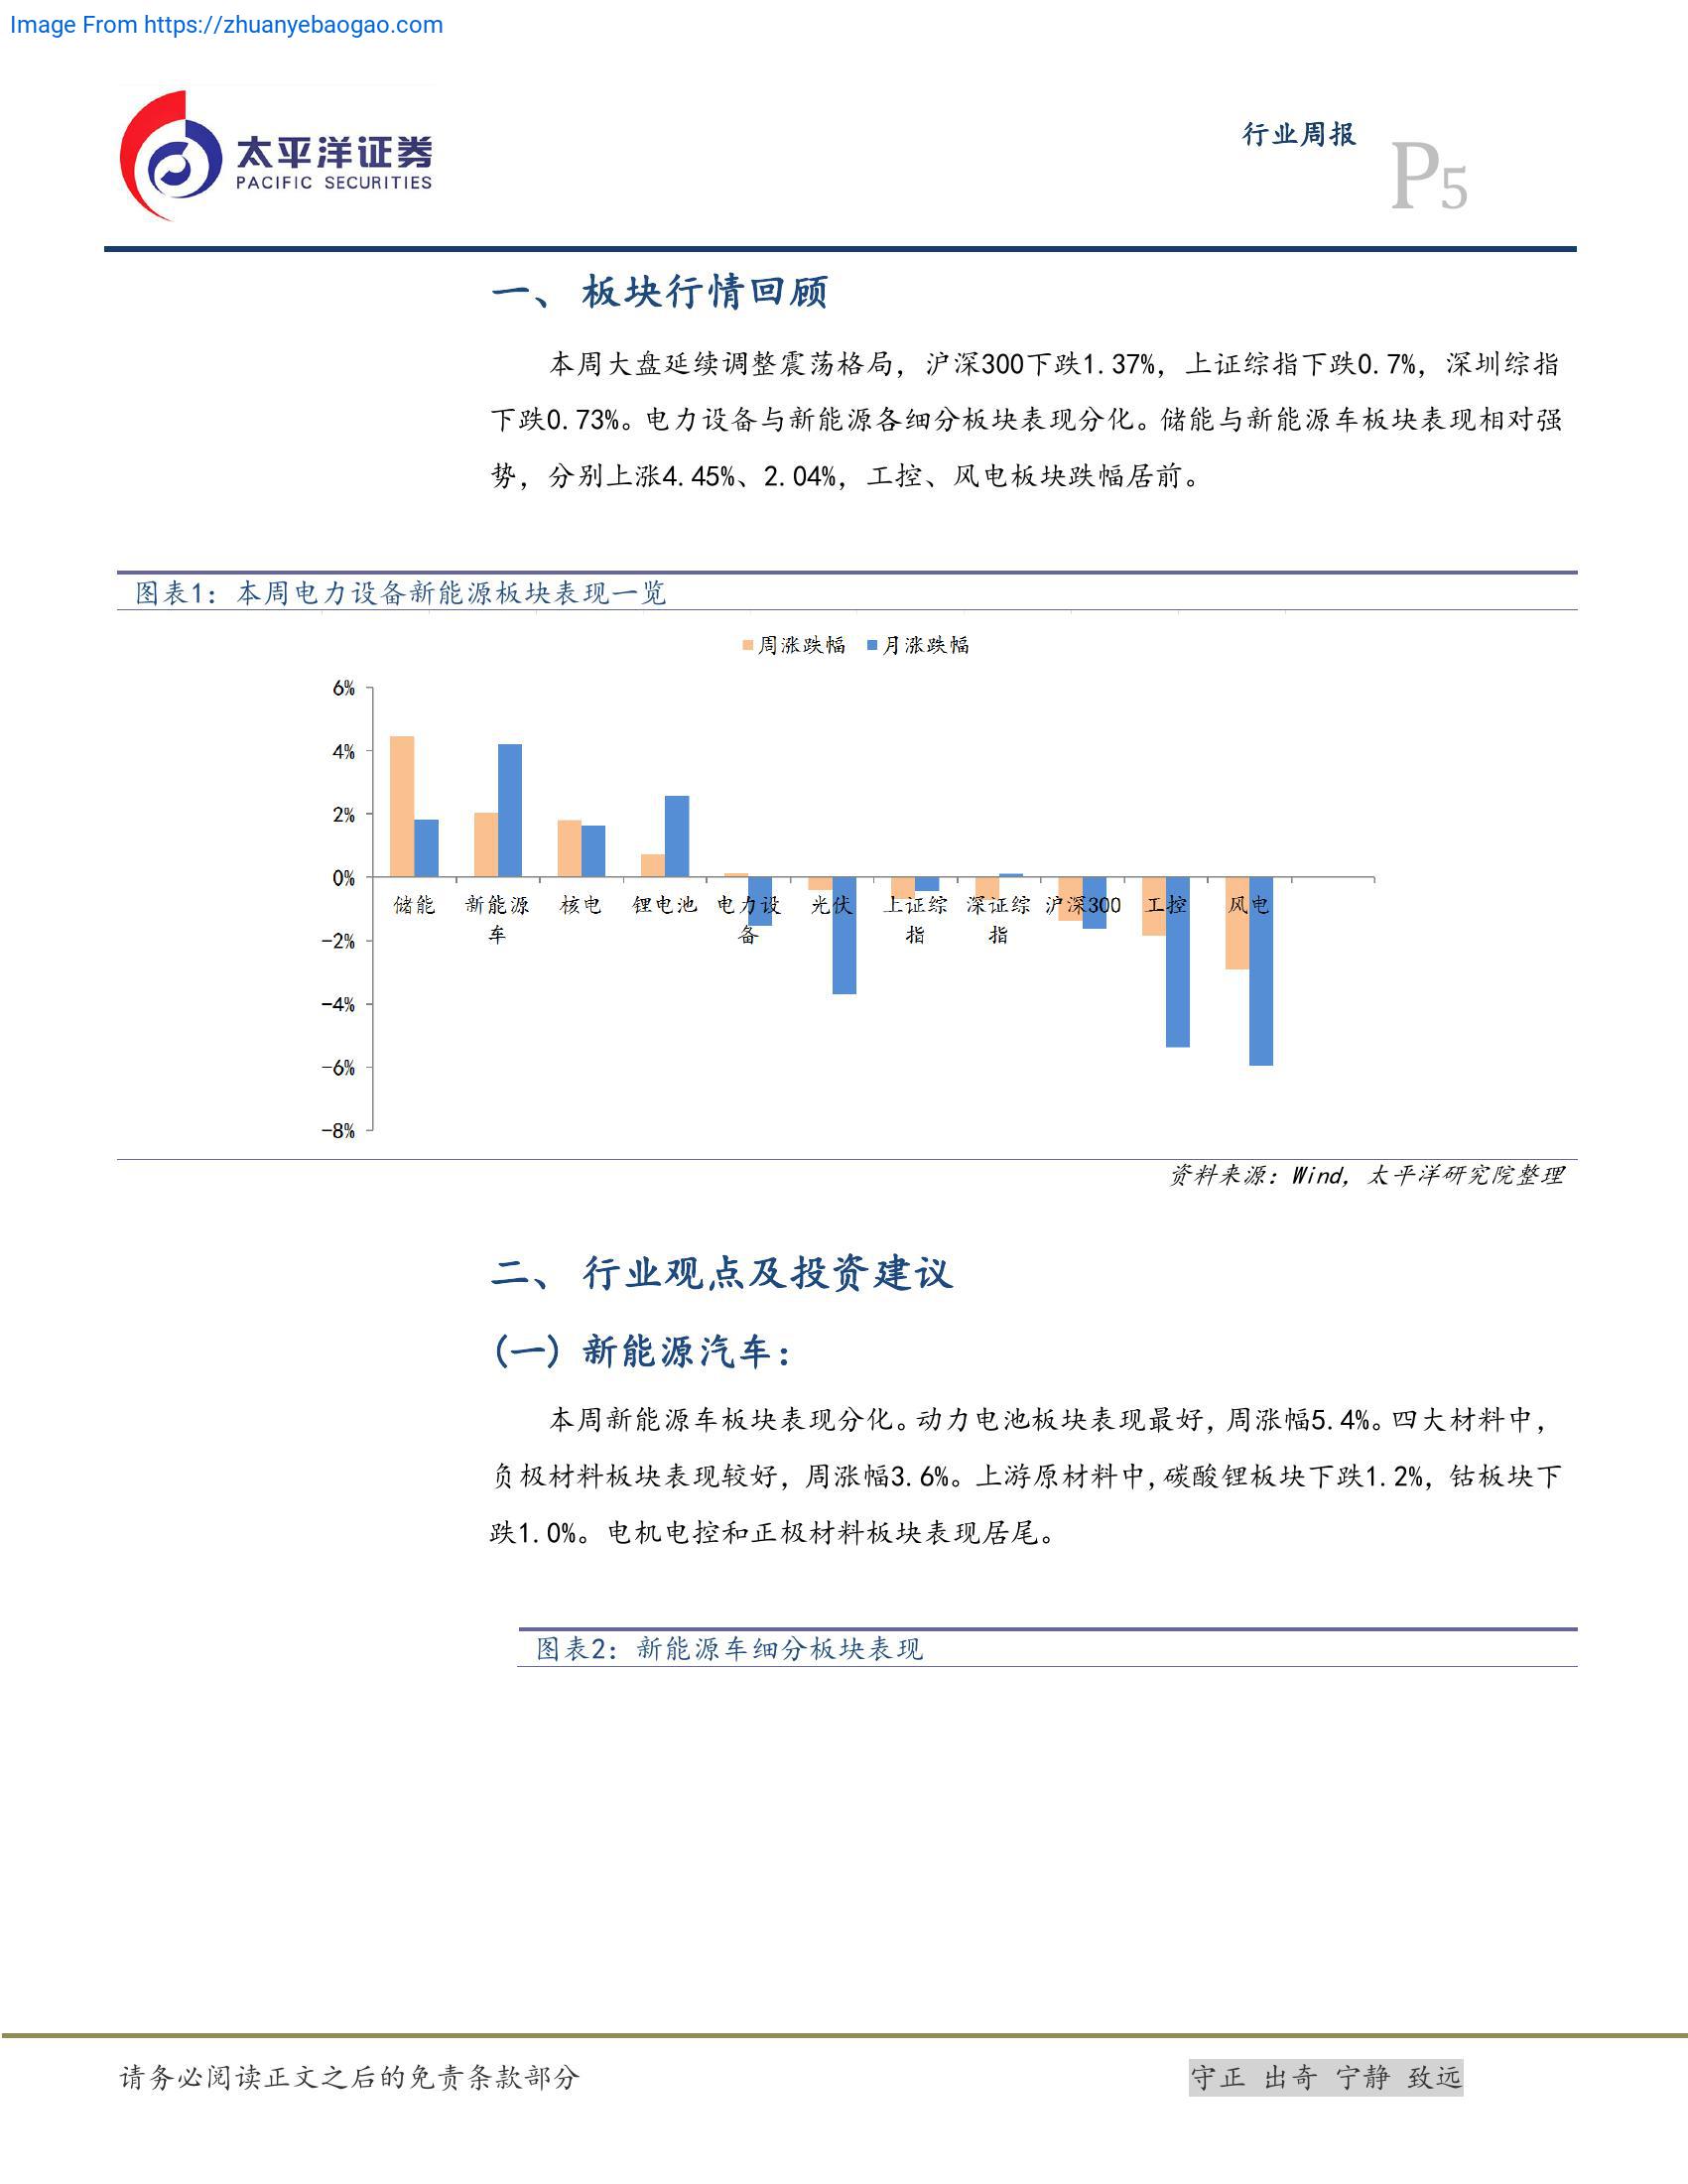 Image From https://zhuanyebaogao.com
太平洋证券
PACIFIC SECURITIES
行业周报
P5
一、 板块行情回顾
本周大盘延续调整震荡格局，沪深300下跌1.37%，上证综指下跌0.7%，深圳综指
下跌0.73%。电力设备与新能源各细分板块表现分化。储能与新能源车板块表现相对强
势，分别上涨4.45%、2.04%，工控、风电板块跌幅居前。
图表1：本周电力设备新能源板块表现一览
周涨跌幅 月涨跌幅
6%
4%
2%
0%
-2%
-4%
-6%
-8%
储能 新能源车 核电 锂电池 电力设备 光伏 上证综指 深证综指 沪深300 工控 风电
资料来源：Wind，太平洋研究院整理
二、 行业观点及投资建议
(一) 新能源汽车：
本周新能源车板块表现分化。动力电池板块表现最好，周涨幅5.4%。四大材料中，
负极材料板块表现较好，周涨幅3.6%。上游原材料中,碳酸锂板块下跌1.2%，钴板块下
跌1.0%。电机电控和正极材料板块表现居尾。
图表2：新能源车细分板块表现
请务必阅读正文之后的免责条款部分
守正 出奇 宁静 致远